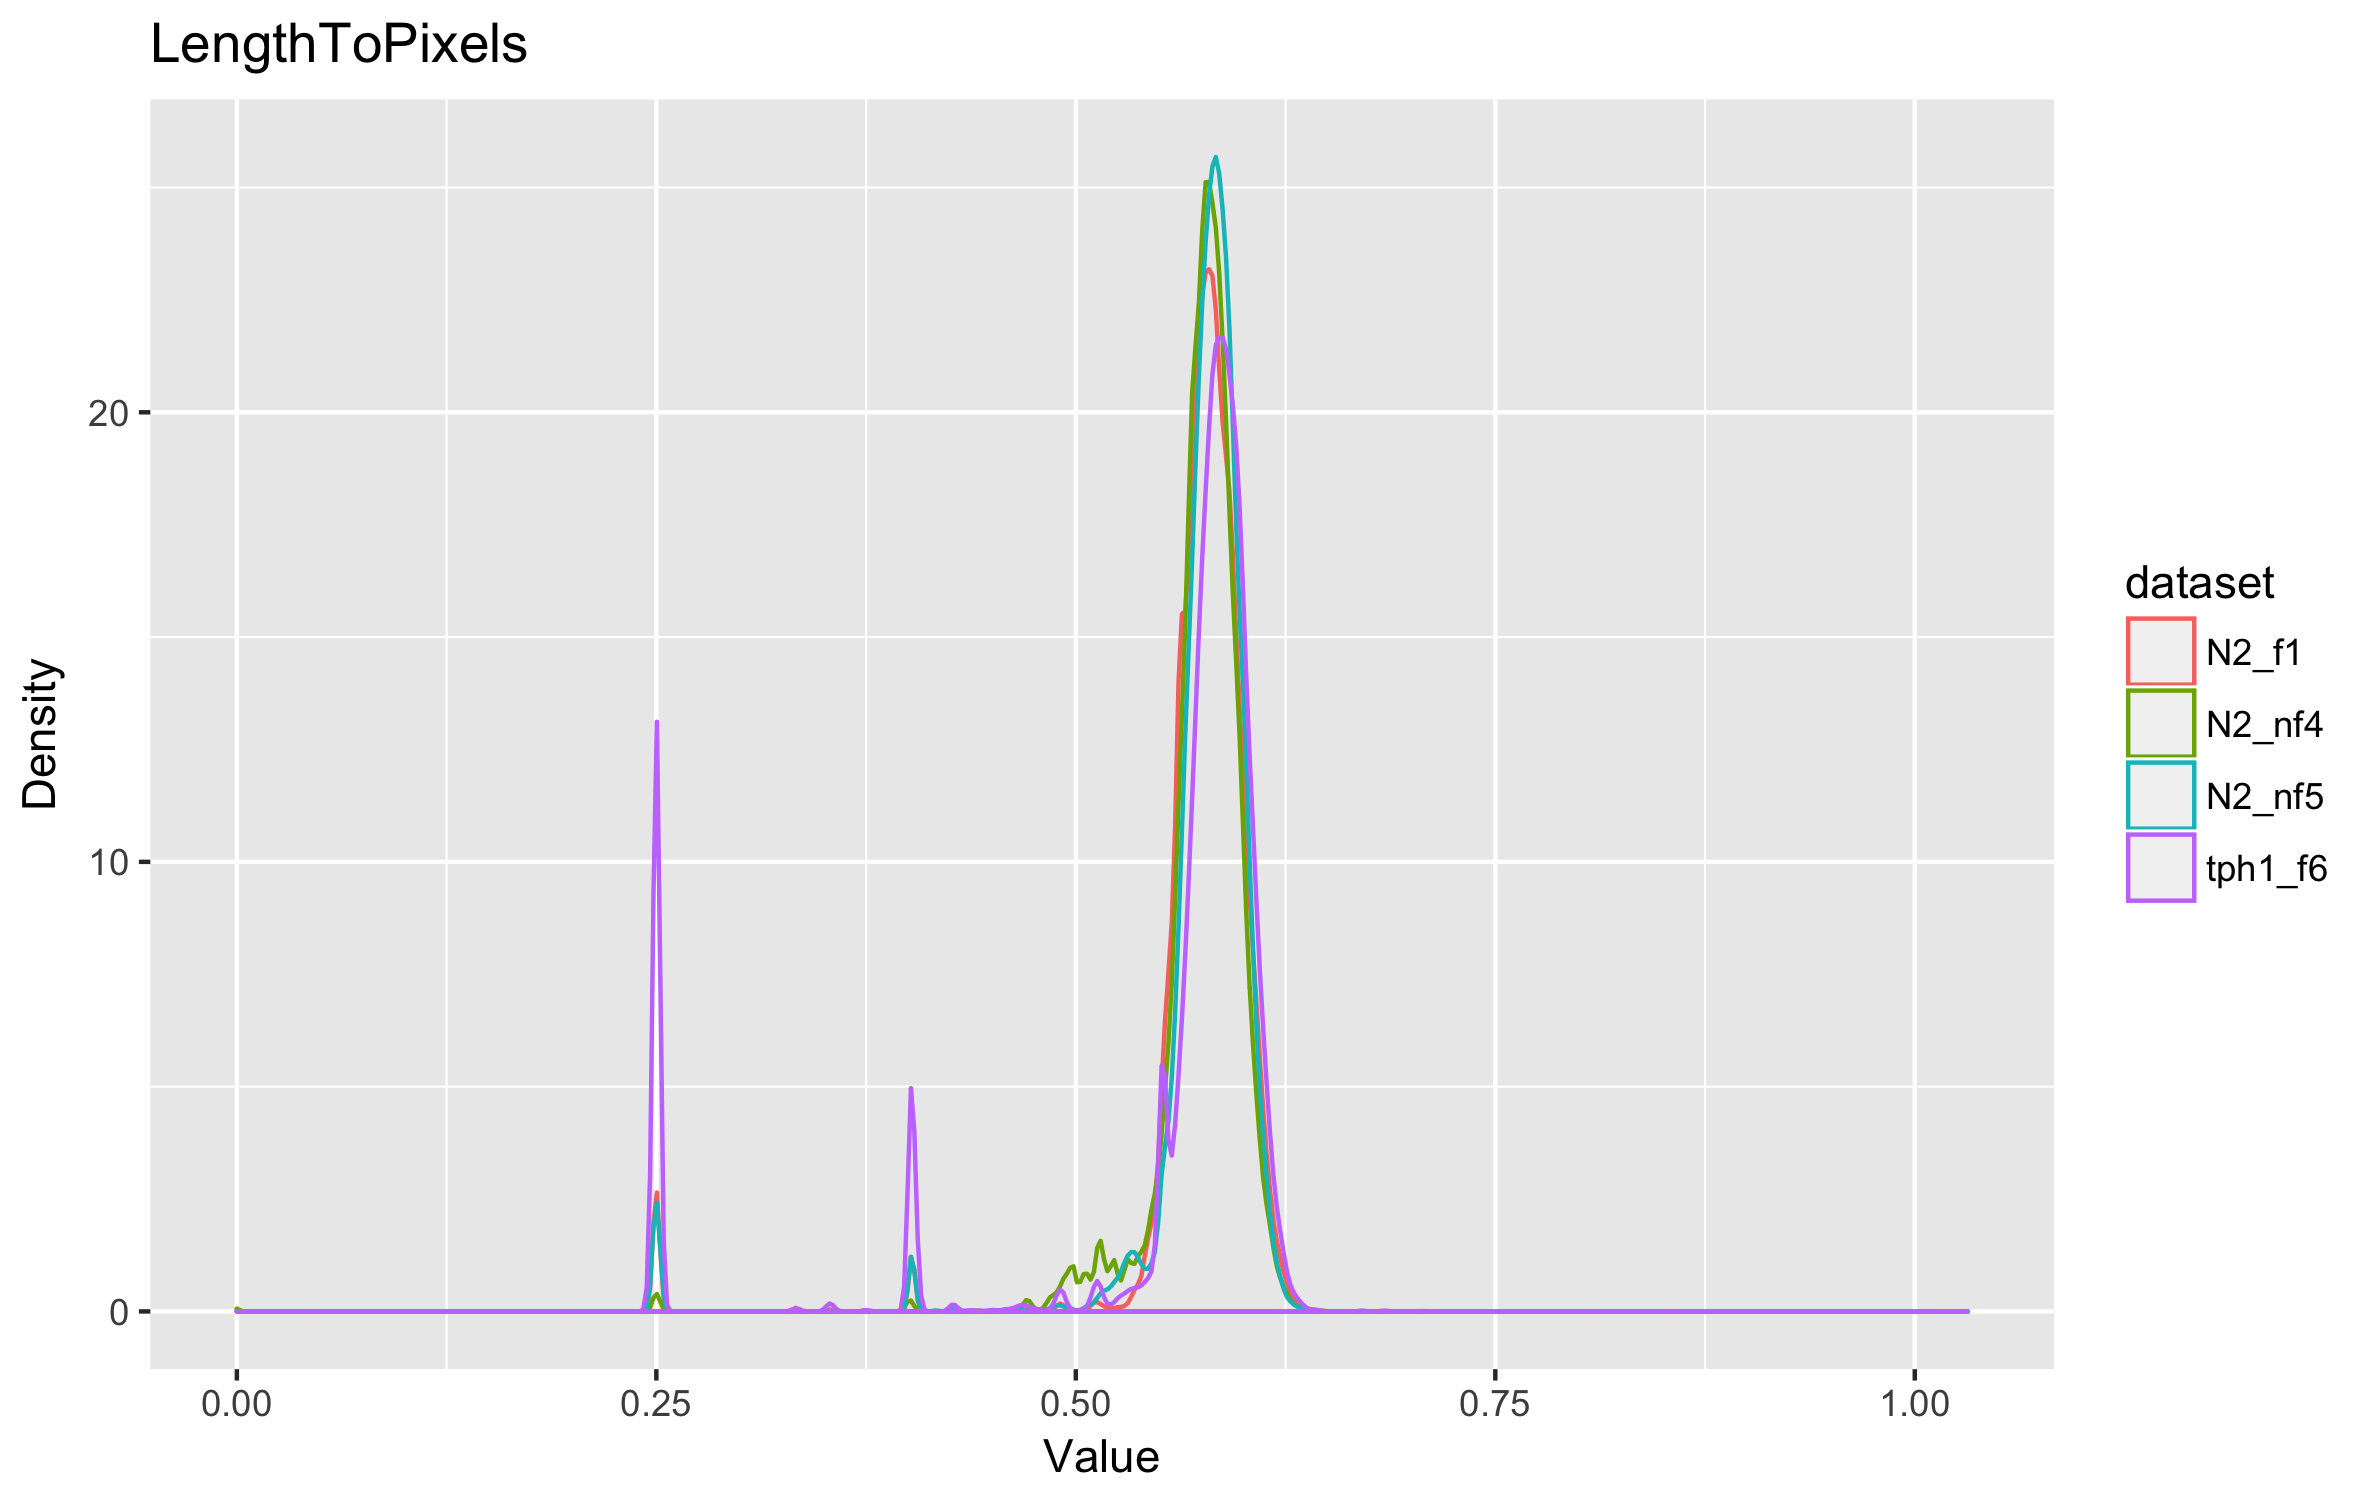 LengthToPixels
Density
20
10
0
0.00 0.25 0.50 0.75 1.00
Value
dataset
N2_f1
N2_nf4
N2_nf5
tph1_f6